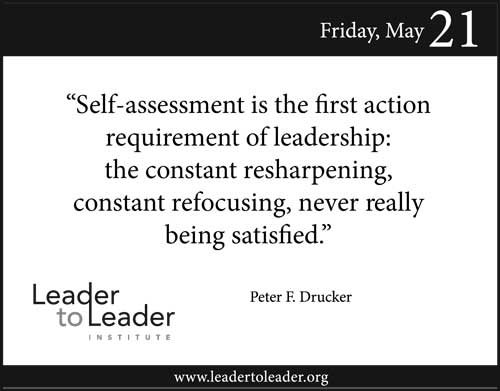 Friday, May 21
“Self-assessment is the first action
requirement of leadership:
the constant resharpening,
constant refocusing, never really
being satisfied.”
Peter F. Drucker
Leader
to Leader
INSTITUTE
www.leadertoleader.org